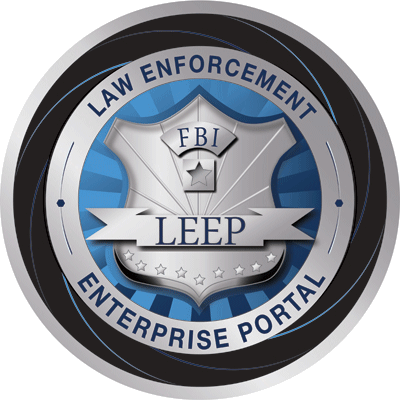 LAW ENFORCEMENT
FBI
LEEP
ENTERPRISE PORTAL